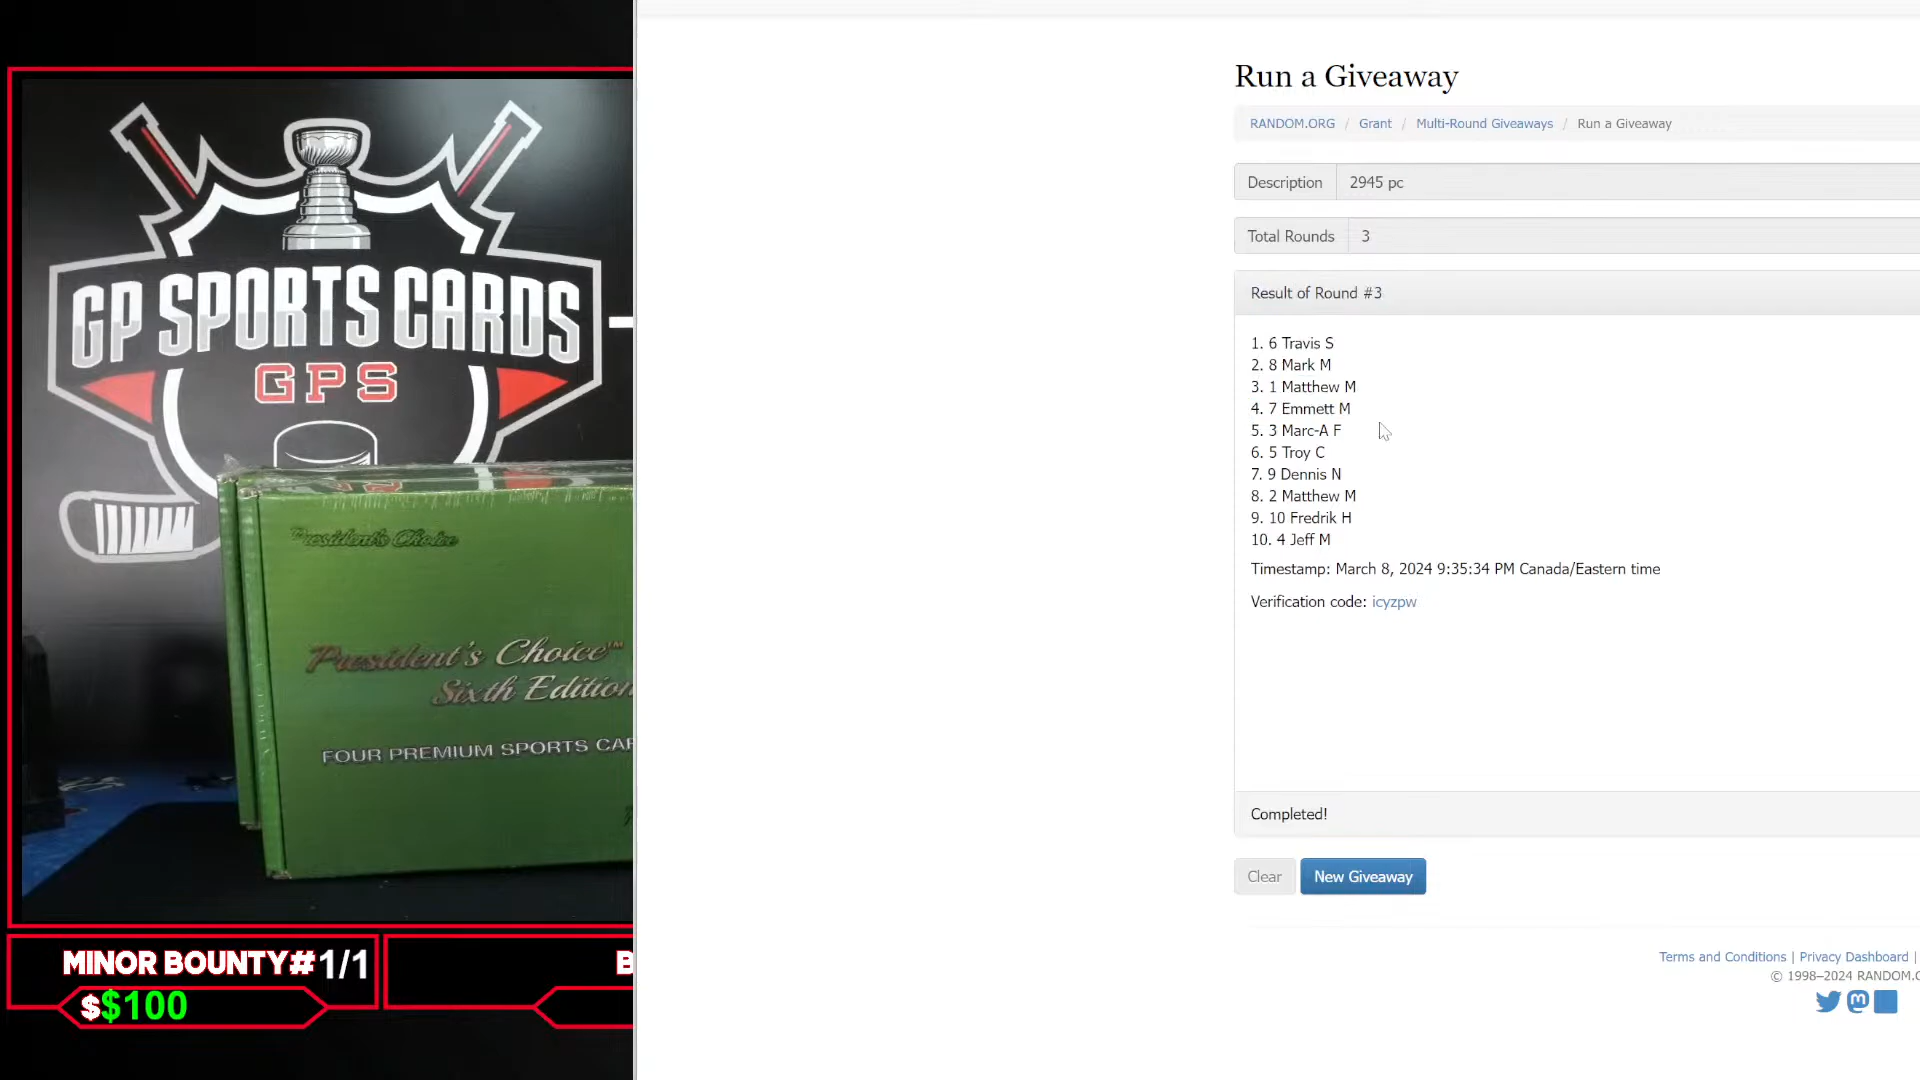 GP SPORTS CARDS
GPS
President's Choice
President's Choice™
Sixth Edition
FOUR PREMIUM SPORTS CAR
MINOR BOUNTY# 1/1
$$100
B
Run a Giveaway
RANDOM.ORG / Grant / Multi-Round Giveaways / Run a Giveaway
Description 2945 pc
Total Rounds 3
Result of Round #3
1. 6 Travis S
2. 8 Mark M
3. 1 Matthew M
4. 7 Emmett M
5. 3 Marc-A F
6. 5 Troy C
7. 9 Dennis N
8. 2 Matthew M
9. 10 Fredrik H
10. 4 Jeff M
Timestamp: March 8, 2024 9:35:34 PM Canada/Eastern time
Verification code: icyzpw
Completed!
Clear New Giveaway
Terms and Conditions | Privacy Dashboard |
© 1998–2024 RANDOM.O